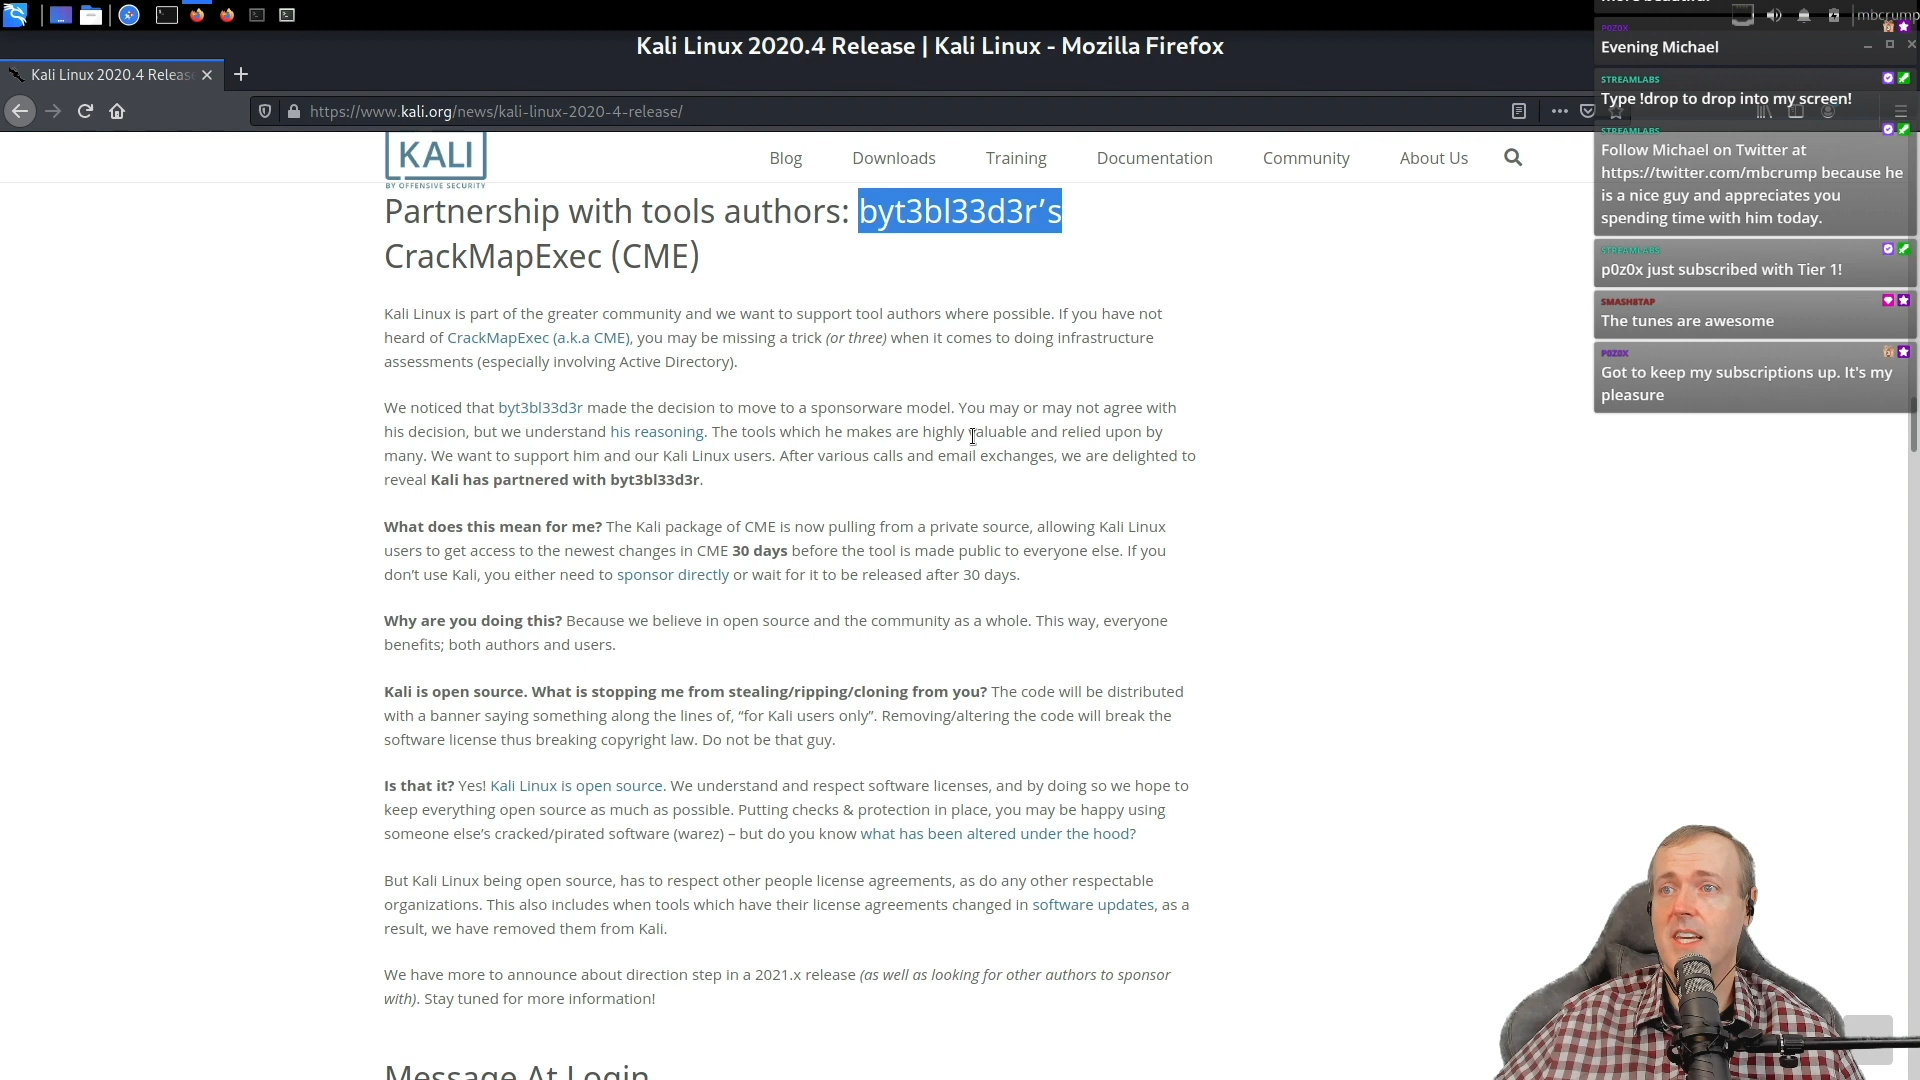 mbcrump
Kali Linux 2020.4 Release | Kali Linux - Mozilla Firefox
Kali Linux 2020.4 Releas
https://www.kali.org/news/kali-linux-2020-4-release/
KALI
BY OFFENSIVE SECURITY
Blog
Downloads
Training
Documentation
Community
About Us
Partnership with tools authors: byt3bl33d3r’s
CrackMapExec (CME)
Kali Linux is part of the greater community and we want to support tool authors where possible. If you have not
heard of CrackMapExec (a.k.a CME), you may be missing a trick (or three) when it comes to doing infrastructure
assessments (especially involving Active Directory).
We noticed that byt3bl33d3r made the decision to move to a sponsorware model. You may or may not agree with
his decision, but we understand his reasoning. The tools which he makes are highly valuable and relied upon by
many. We want to support him and our Kali Linux users. After various calls and email exchanges, we are delighted to
reveal Kali has partnered with byt3bl33d3r.
What does this mean for me? The Kali package of CME is now pulling from a private source, allowing Kali Linux
users to get access to the newest changes in CME 30 days before the tool is made public to everyone else. If you
don’t use Kali, you either need to sponsor directly or wait for it to be released after 30 days.
Why are you doing this? Because we believe in open source and the community as a whole. This way, everyone
benefits; both authors and users.
Kali is open source. What is stopping me from stealing/ripping/cloning from you? The code will be distributed
with a banner saying something along the lines of, “for Kali users only”. Removing/altering the code will break the
software license thus breaking copyright law. Do not be that guy.
Is that it? Yes! Kali Linux is open source. We understand and respect software licenses, and by doing so we hope to
keep everything open source as much as possible. Putting checks & protection in place, you may be happy using
someone else’s cracked/pirated software (warez) – but do you know what has been altered under the hood?
But Kali Linux being open source, has to respect other people license agreements, as do any other respectable
organizations. This also includes when tools which have their license agreements changed in software updates, as a
result, we have removed them from Kali.
We have more to announce about direction step in a 2021.x release (as well as looking for other authors to sponsor
with). Stay tuned for more information!
Message At Login
P0Z0X
Evening Michael
STREAMLABS
Type !drop to drop into my screen!
STREAMLABS
Follow Michael on Twitter at
https://twitter.com/mbcrump because he
is a nice guy and appreciates you
spending time with him today.
STREAMLABS
p0z0x just subscribed with Tier 1!
SMASH8TAP
The tunes are awesome
P0Z0X
Got to keep my subscriptions up. It's my
pleasure